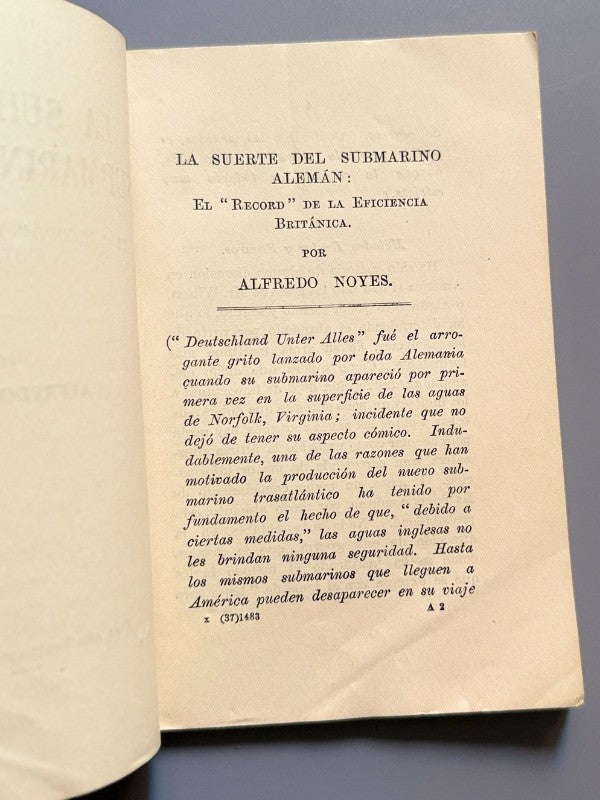 LA SUERTE DEL SUBMARINO
ALEMÁN:
EL "RECORD" DE LA EFICIENCIA
BRITÁNICA.
POR
ALFREDO NOYES.
(" Deutschland Unter Alles" fué el arro-
gante grito lanzado por toda Alemania
cuando su submarino apareció por pri-
mera vez en la superficie de las aguas
de Norfolk, Virginia; incidente que no
dejó de tener su aspecto cómico. Indu-
dablemente, una de las razones que han
motivado la producción del nuevo sub-
marino trasatlántico ha tenido por
fundamento el hecho de que, " debido a
ciertas medidas," las aguas inglesas no
les brindan ninguna seguridad. Hasta
los mismos submarinos que lleguen a
América pueden desaparecer en su viaje
x (37)1483 A 2